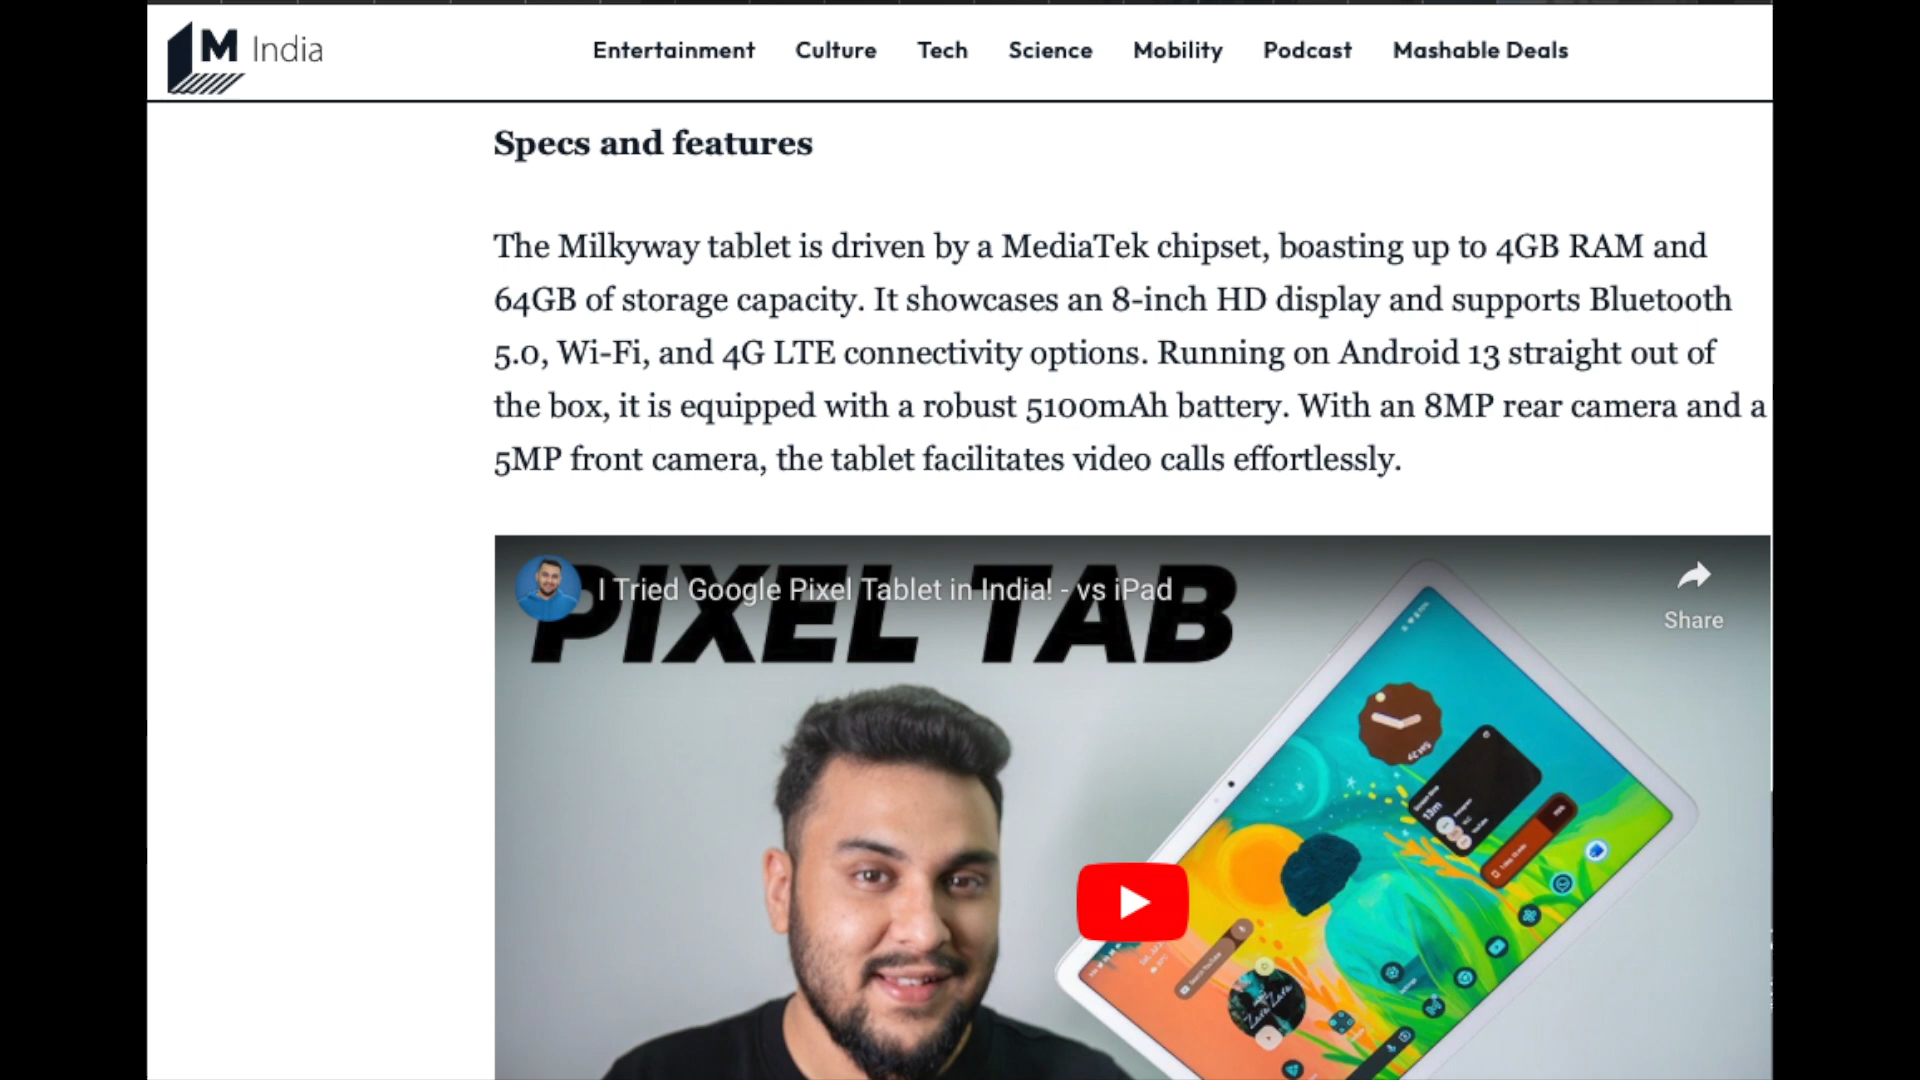 M India
Entertainment Culture Tech Science Mobility Podcast Mashable Deals
Specs and features
The Milkyway tablet is driven by a MediaTek chipset, boasting up to 4GB RAM and
64GB of storage capacity. It showcases an 8-inch HD display and supports Bluetooth
5.0, Wi-Fi, and 4G LTE connectivity options. Running on Android 13 straight out of
the box, it is equipped with a robust 5100mAh battery. With an 8MP rear camera and a
5MP front camera, the tablet facilitates video calls effortlessly.
I Tried Google Pixel Tablet in India! - vs iPad
PIXEL TAB
Share
13m
Search YouTube